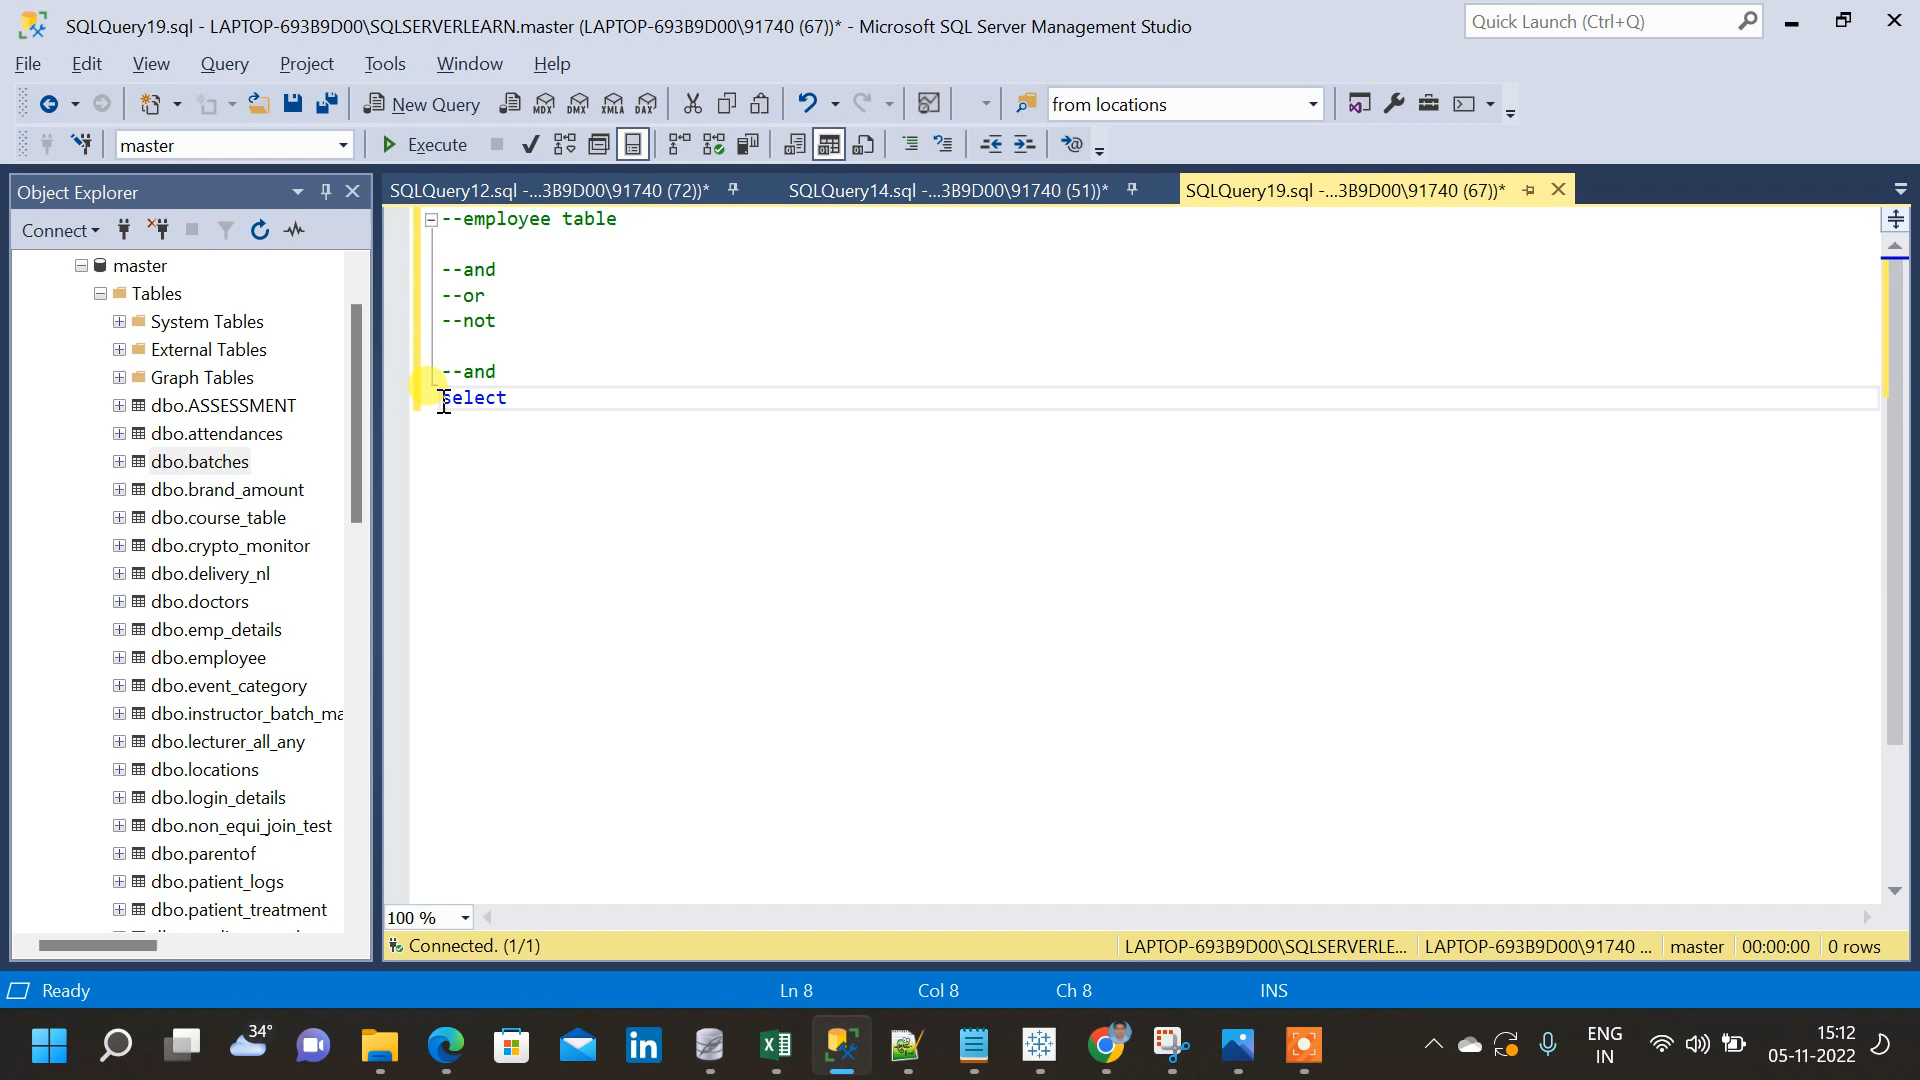 SQLQuery19.sql - LAPTOP-693B9D00\SQLSERVERLEARN.master (LAPTOP-693B9D00\91740 (67))* - Microsoft SQL Server Management Studio
Quick Launch (Ctrl+Q)
File Edit View Query Project Tools Window Help
New Query MDX DMX XMLA DAX from locations
master Execute
Object Explorer
SQLQuery12.sql -...3B9D00\91740 (72))* SQLQuery14.sql -...3B9D00\91740 (51))* SQLQuery19.sql -...3B9D00\91740 (67))*
Connect
master
Tables
System Tables
External Tables
Graph Tables
dbo.ASSESSMENT
dbo.attendances
dbo.batches
dbo.brand_amount
dbo.course_table
dbo.crypto_monitor
dbo.delivery_nl
dbo.doctors
dbo.emp_details
dbo.employee
dbo.event_category
dbo.instructor_batch_ma
dbo.lecturer_all_any
dbo.locations
dbo.login_details
dbo.non_equi_join_test
dbo.parentof
dbo.patient_logs
dbo.patient_treatment
--employee table
--and
--or
--not
--and
select
100 %
Connected. (1/1) LAPTOP-693B9D00\SQLSERVERLE... LAPTOP-693B9D00\91740 ... master 00:00:00 0 rows
Ready Ln 8 Col 8 Ch 8 INS
34°
ENG
IN
15:12
05-11-2022